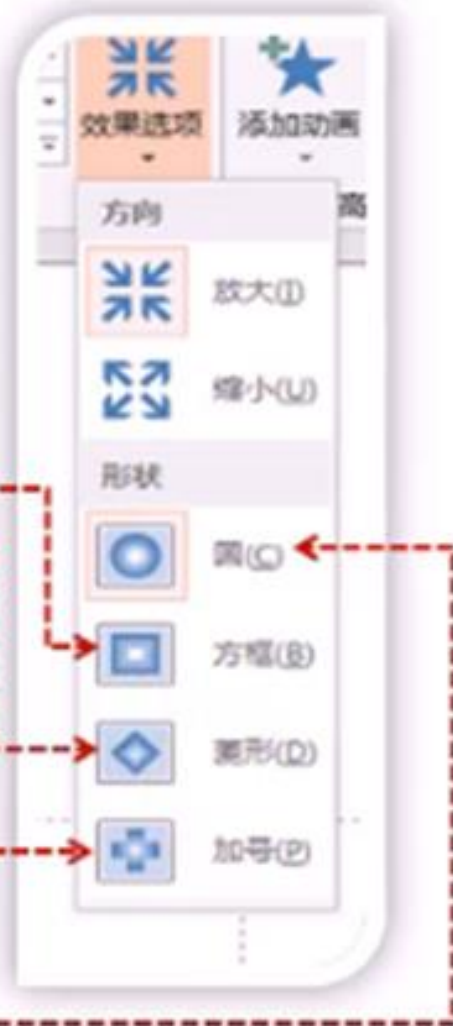 效果选项 添加动画
高
方向
放大(I)
缩小(U)
形状
圆(C)
方框(B)
菱形(D)
加号(P)